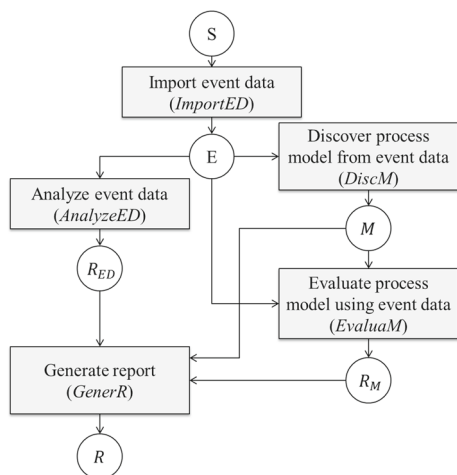 S
Import event data
(ImportED)
E
Discover process
model from event data
(DiscM)
Analyze event data
(AnalyzeED)
M
R_ED
Evaluate process
model using event data
(EvaluaM)
Generate report
(GenerR)
R_M
R